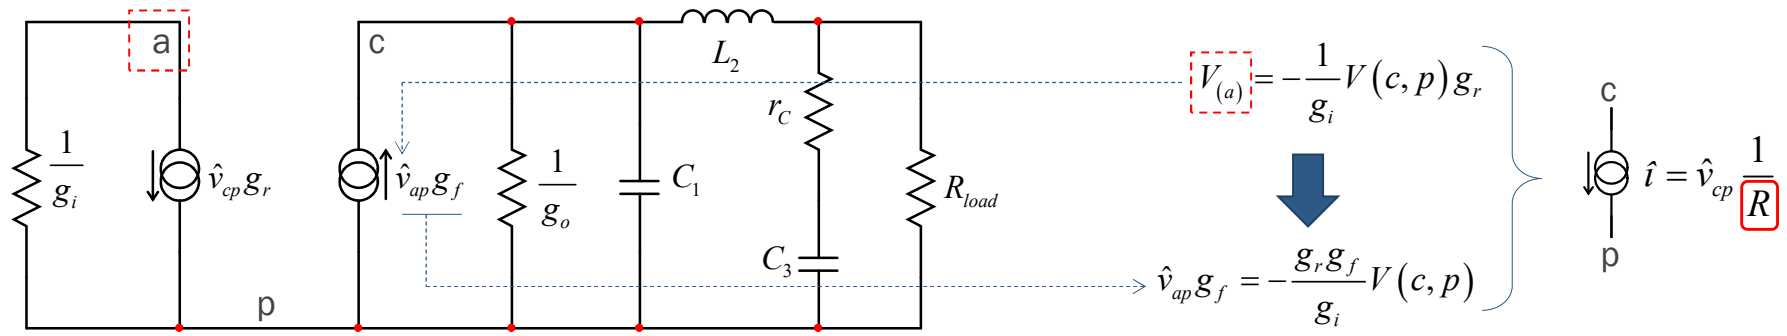 a
1/g_i
v̂_cp g_r
p
c
v̂_ap g_f
1/g_o
C_1
L_2
r_C
C_3
R_load
V_(a) = −1/g_i V(c, p) g_r
v̂_ap g_f = −g_r g_f/g_i V(c, p)
c
î = v̂_cp 1/R
p